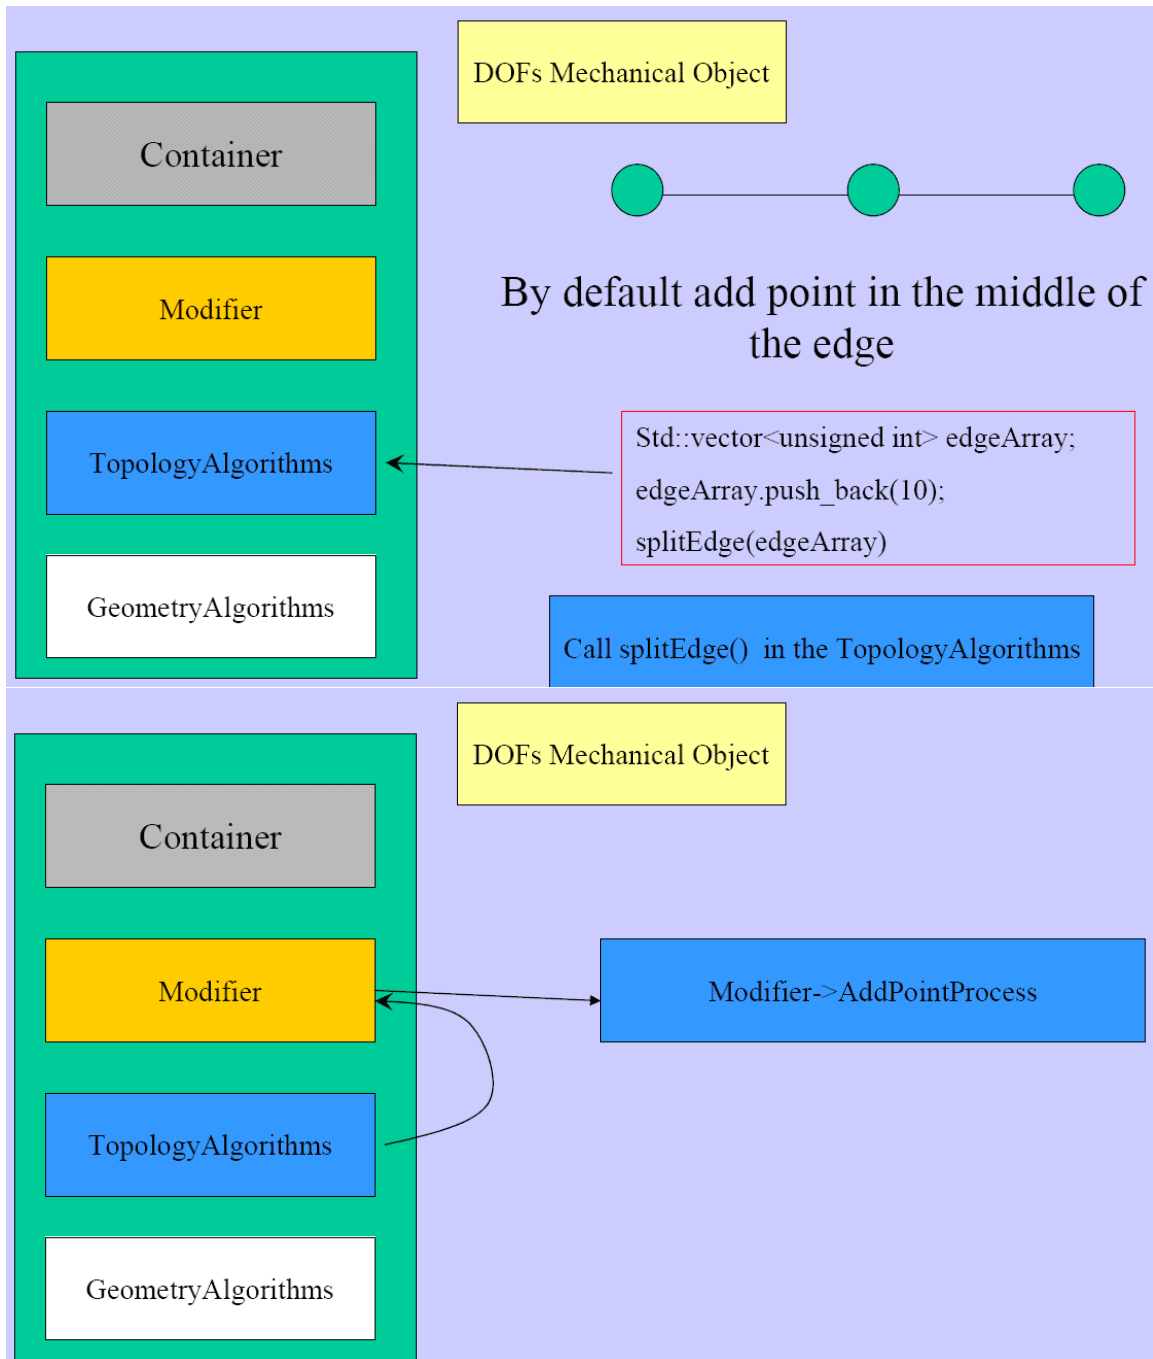 DOFs Mechanical Object
Container
Modifier
TopologyAlgorithms
GeometryAlgorithms
By default add point in the middle of
the edge
Std::vector<unsigned int> edgeArray;
edgeArray.push_back(10);
splitEdge(edgeArray)
Call splitEdge()  in the TopologyAlgorithms
DOFs Mechanical Object
Container
Modifier
Modifier->AddPointProcess
TopologyAlgorithms
GeometryAlgorithms